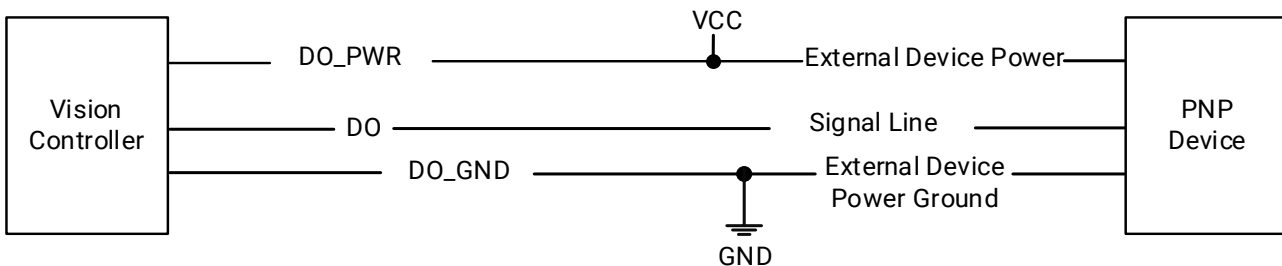 VCC
DO_PWR
External Device Power
Vision
Controller
DO
Signal Line
PNP
Device
DO_GND
External Device
Power Ground
GND